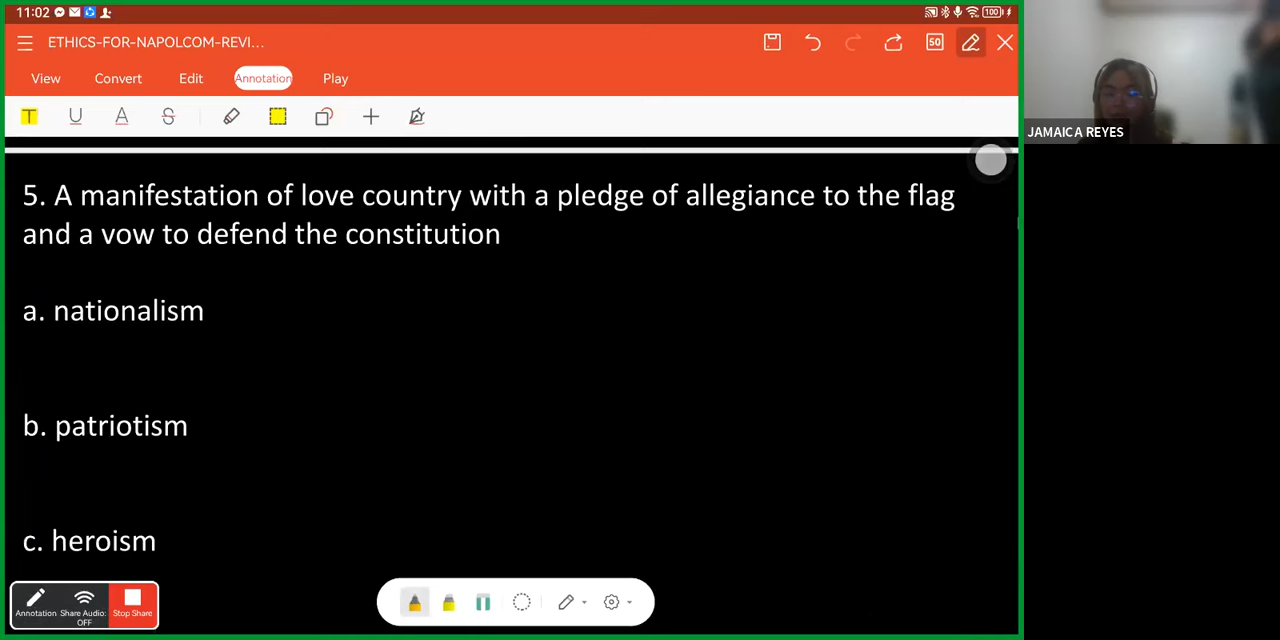 11:02
100
ETHICS-FOR-NAPOLCOM-REVI...
50
View Convert Edit Annotation Play
T U A S
JAMAICA REYES
5. A manifestation of love country with a pledge of allegiance to the flag
and a vow to defend the constitution
a. nationalism
b. patriotism
c. heroism
Annotation Share Audio: OFF Stop Share